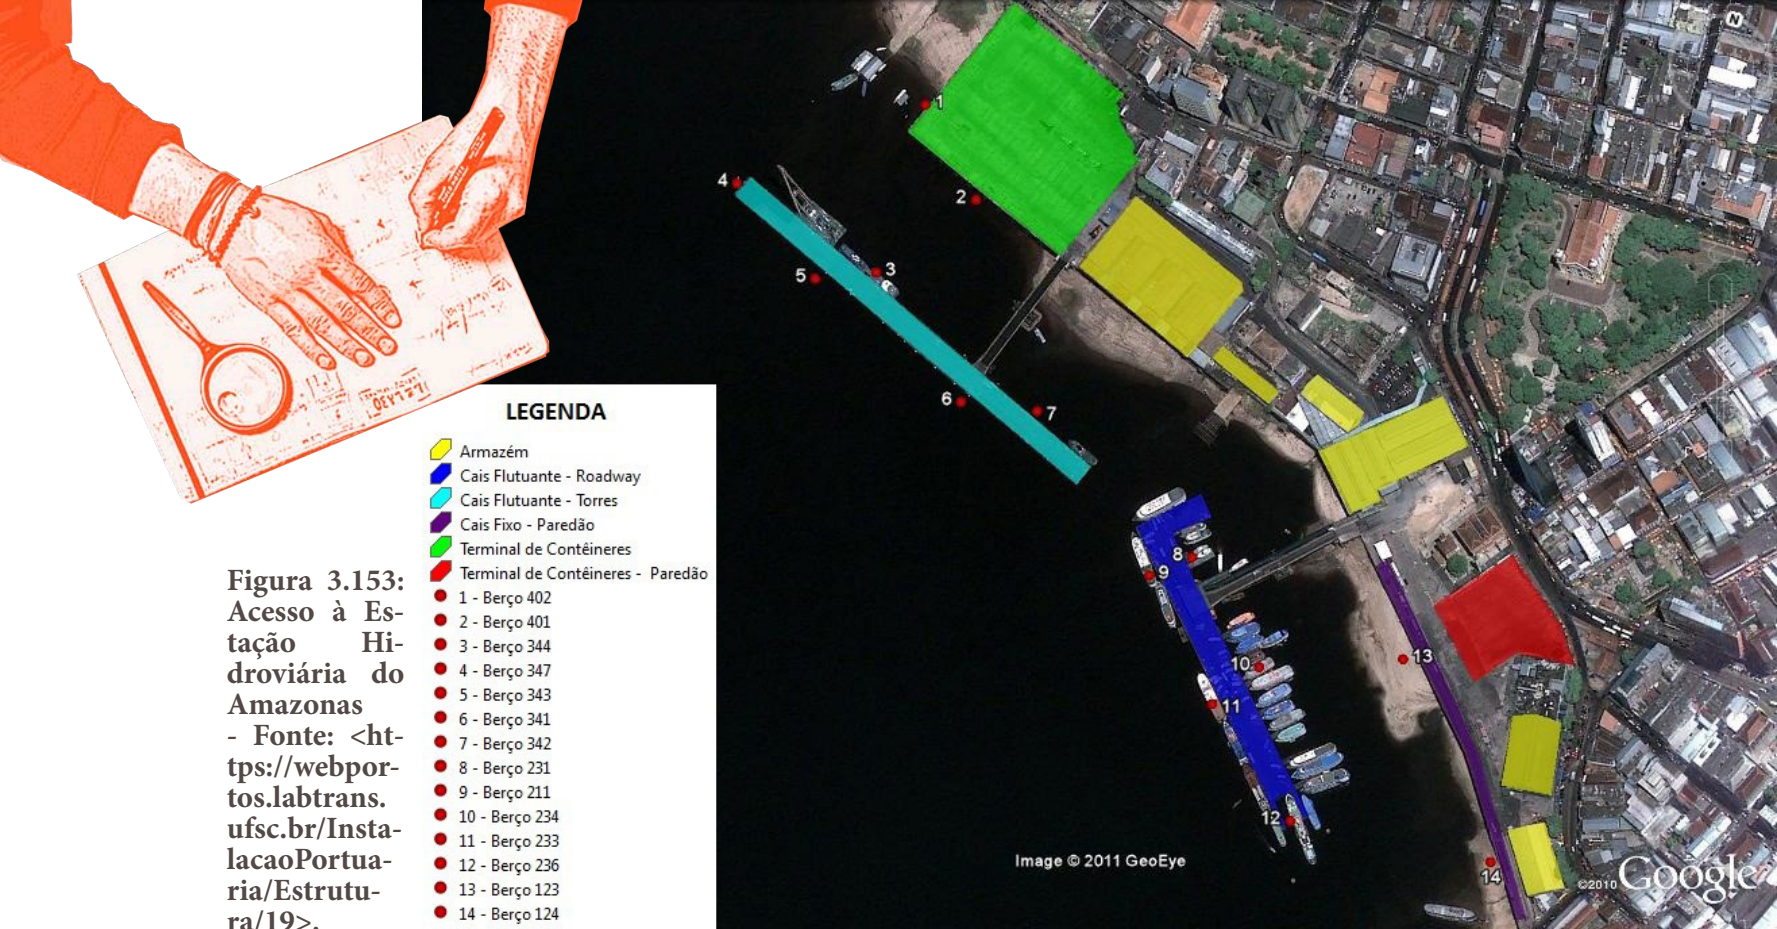 LEGENDA
Armazém
Cais Flutuante - Roadway
Cais Flutuante - Torres
Cais Fixo - Paredão
Terminal de Contêineres
Terminal de Contêineres - Paredão
1 - Berço 402
2 - Berço 401
3 - Berço 344
4 - Berço 347
5 - Berço 343
6 - Berço 341
7 - Berço 342
8 - Berço 231
9 - Berço 211
10 - Berço 234
11 - Berço 233
12 - Berço 236
13 - Berço 123
14 - Berço 124
Figura 3.153:
Acesso à Es-
tação Hi-
droviária do
Amazonas
- Fonte: <ht-
tps://webpor-
tos.labtrans.
ufsc.br/Insta-
lacaoPortua-
ria/Estrutu-
ra/19>.
N
1
2
4
3
5
6
7
8
9
10
11
12
13
14
Image © 2011 GeoEye
©2010 Google